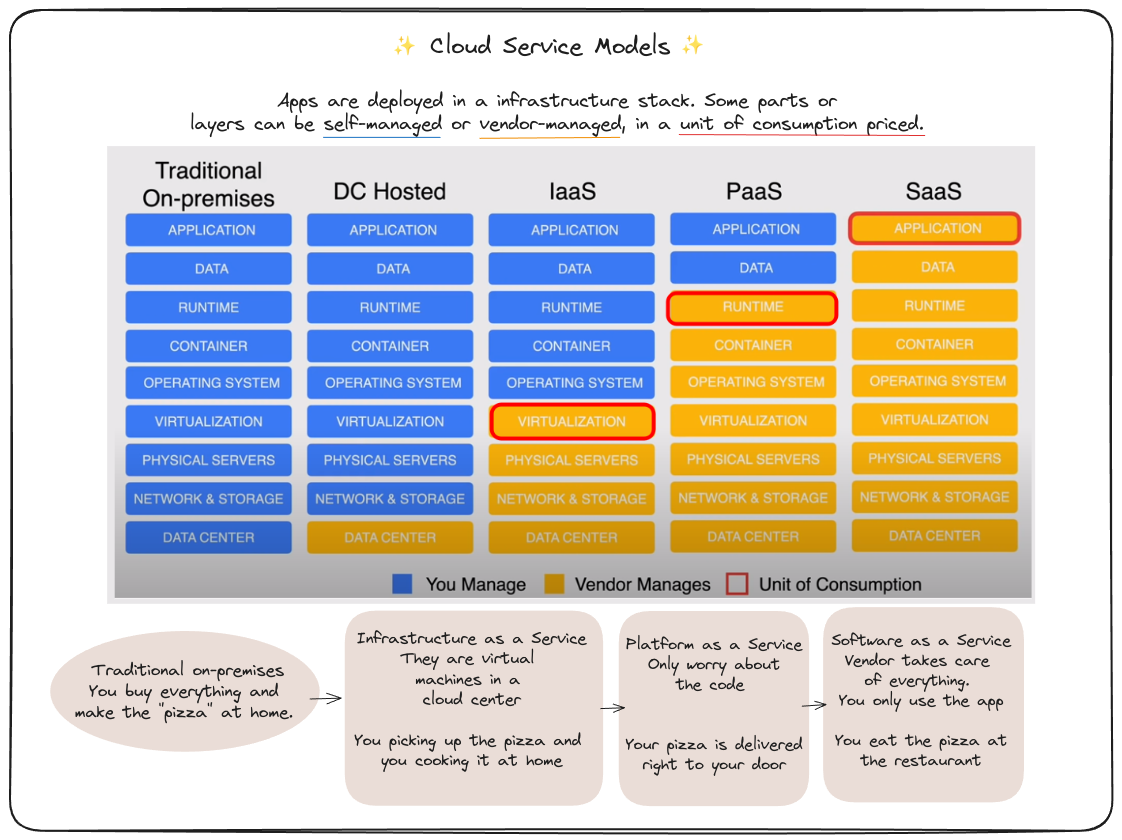 ✨ Cloud Service Models ✨
Apps are deployed in a infrastructure stack. Some parts or
layers can be self-managed or vendor-managed, in a unit of consumption priced.
Traditional
On-premises
DC Hosted
IaaS
PaaS
SaaS
APPLICATION
APPLICATION
APPLICATION
APPLICATION
APPLICATION
DATA
DATA
DATA
DATA
DATA
RUNTIME
RUNTIME
RUNTIME
RUNTIME
RUNTIME
CONTAINER
CONTAINER
CONTAINER
CONTAINER
CONTAINER
OPERATING SYSTEM
OPERATING SYSTEM
OPERATING SYSTEM
OPERATING SYSTEM
OPERATING SYSTEM
VIRTUALIZATION
VIRTUALIZATION
VIRTUALIZATION
VIRTUALIZATION
VIRTUALIZATION
PHYSICAL SERVERS
PHYSICAL SERVERS
PHYSICAL SERVERS
PHYSICAL SERVERS
PHYSICAL SERVERS
NETWORK & STORAGE
NETWORK & STORAGE
NETWORK & STORAGE
NETWORK & STORAGE
NETWORK & STORAGE
DATA CENTER
DATA CENTER
DATA CENTER
DATA CENTER
DATA CENTER
You Manage
Vendor Manages
Unit of Consumption
Traditional on-premises
You buy everything and
make the "pizza" at home.
Infrastructure as a Service
They are virtual
machines in a
cloud center
You picking up the pizza and
you cooking it at home
Platform as a Service
Only worry about
the code
Your pizza is delivered
right to your door
Software as a Service
Vendor takes care
of everything.
You only use the app
You eat the pizza at
the restaurant